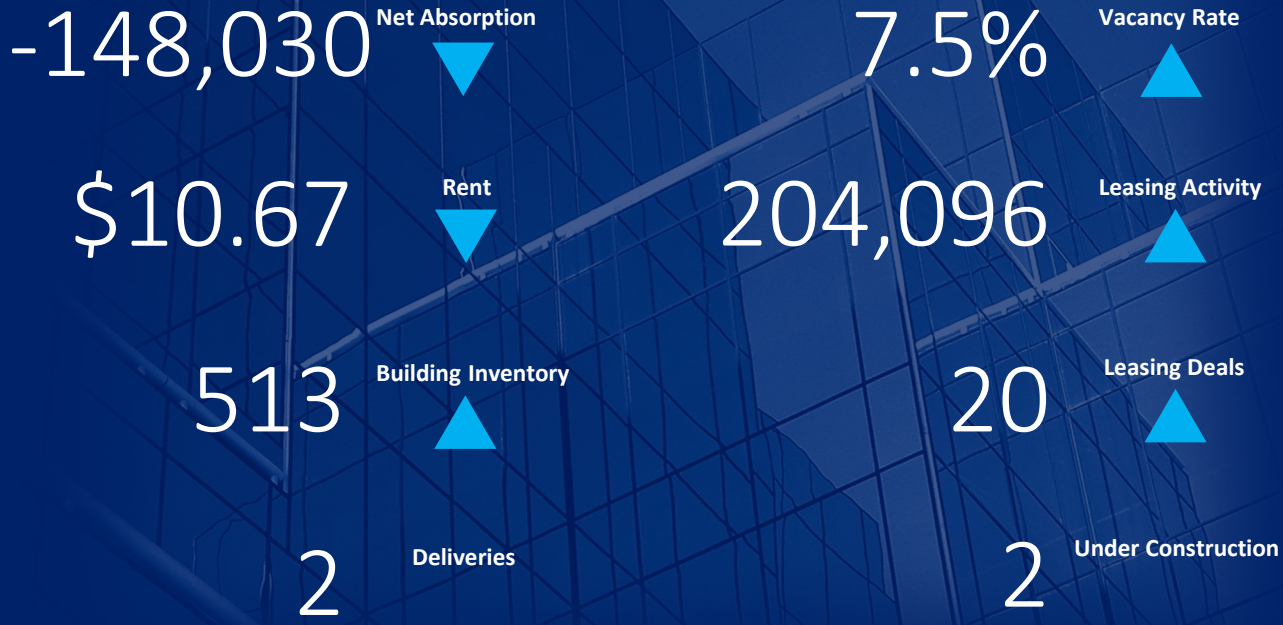 -148,030 Net Absorption
7.5% Vacancy Rate
$10.67 Rent
204,096 Leasing Activity
513 Building Inventory
20 Leasing Deals
2 Deliveries
2 Under Construction